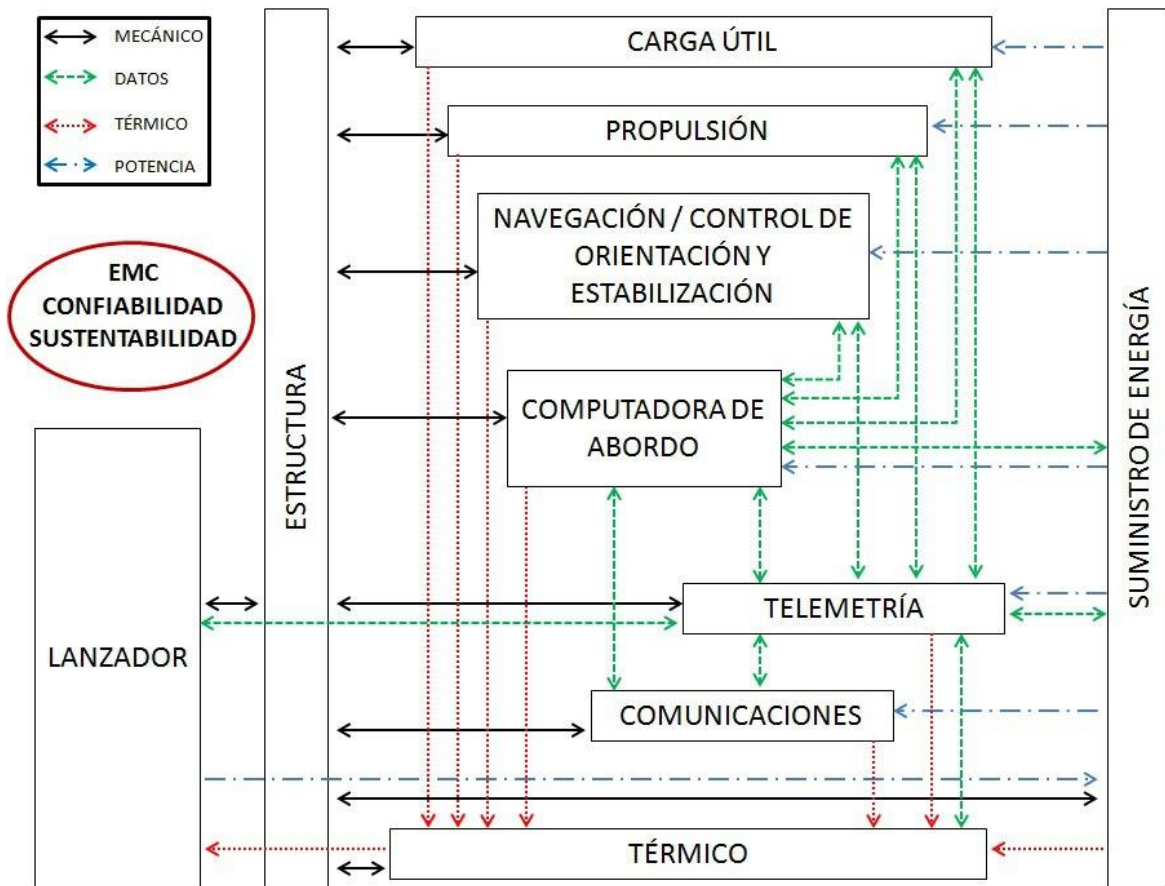 MECÁNICO
DATOS
TÉRMICO
POTENCIA
EMC
CONFIABILIDAD
SUSTENTABILIDAD
LANZADOR
ESTRUCTURA
CARGA ÚTIL
PROPULSIÓN
NAVEGACIÓN / CONTROL DE
ORIENTACIÓN Y
ESTABILIZACIÓN
COMPUTADORA DE
ABORDO
TELEMETRÍA
COMUNICACIONES
TÉRMICO
SUMINISTRO DE ENERGÍA